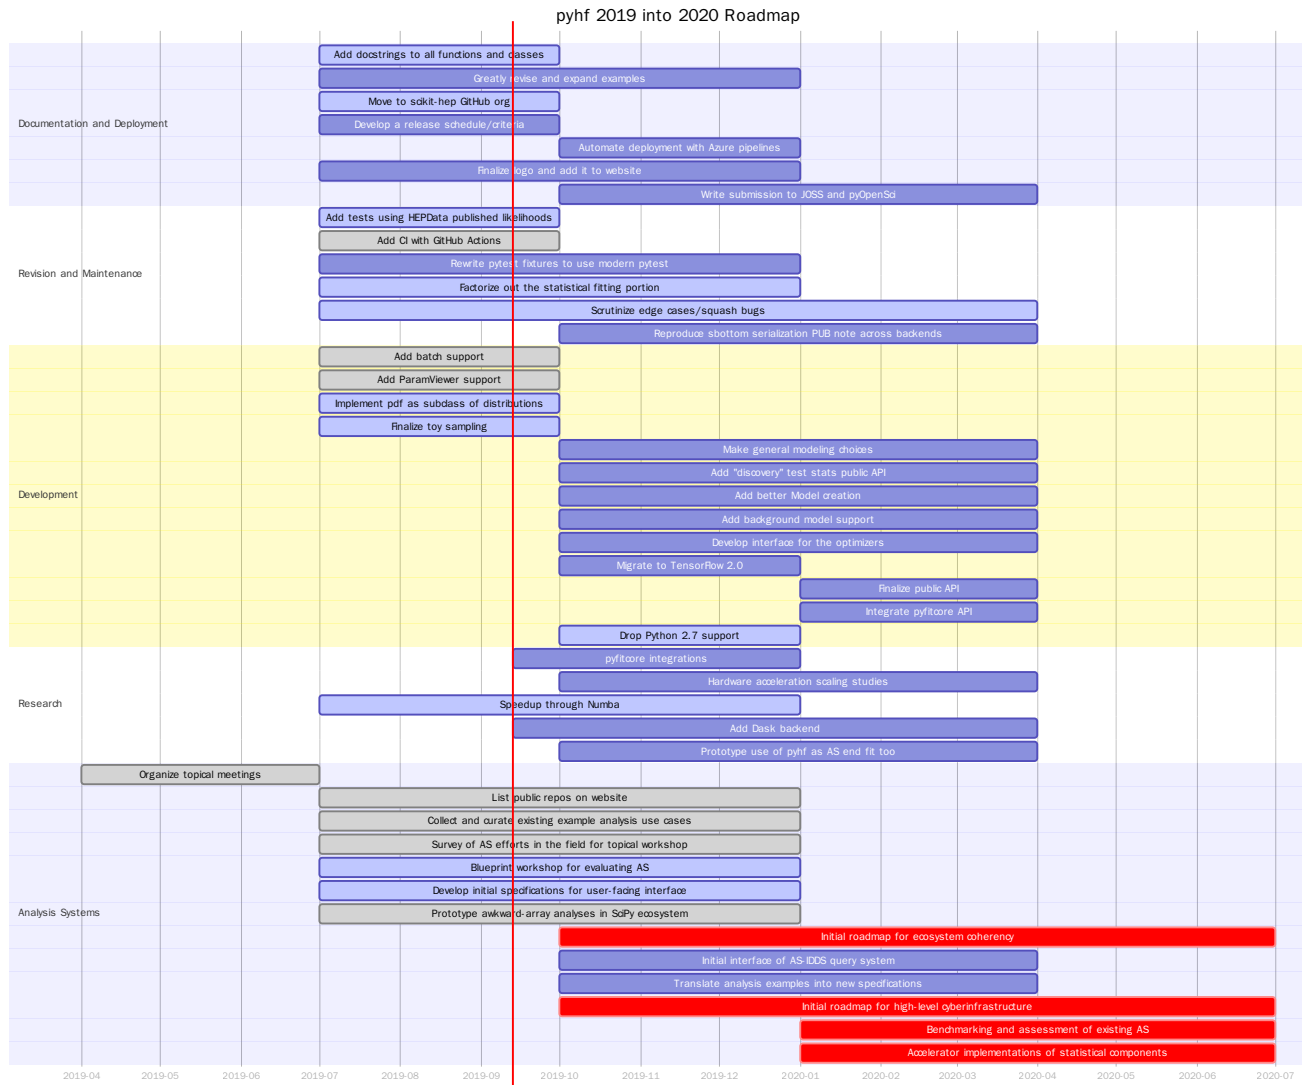 pyhf 2019 into 2020 Roadmap
Add docstrings to all functions and classes
Greatly revise and expand examples
Move to scikit-hep GitHub org
Develop a release schedule/criteria
Documentation and Deployment
Automate deployment with Azure pipelines
Finalize logo and add it to website
Write submission to JOSS and pyOpenSci
Add tests using HEPData published likelihoods
Add CI with GitHub Actions
Rewrite pytest fixtures to use modern pytest
Revision and Maintenance
Factorize out the statistical fitting portion
Scrutinize edge cases/squash bugs
Reproduce sbottom serialization PUB note across backends
Add batch support
Add ParamViewer support
Implement pdf as subclass of distributions
Finalize toy sampling
Make general modeling choices
Add "discovery" test stats public API
Development
Add better Model creation
Add background model support
Develop interface for the optimizers
Migrate to TensorFlow 2.0
Finalize public API
Integrate pyfitcore API
Drop Python 2.7 support
pyfitcore integrations
Hardware acceleration scaling studies
Research
Speedup through Numba
Add Dask backend
Prototype use of pyhf as AS end fit too
Organize topical meetings
List public repos on website
Collect and curate existing example analysis use cases
Survey of AS efforts in the field for topical workshop
Blueprint workshop for evaluating AS
Develop initial specifications for user-facing interface
Analysis Systems
Prototype awkward-array analyses in SciPy ecosystem
Initial roadmap for ecosystem coherency
Initial interface of AS-IDDS query system
Translate analysis examples into new specifications
Initial roadmap for high-level cyberinfrastructure
Benchmarking and assessment of existing AS
Accelerator implementations of statistical components
2019-04 2019-05 2019-06 2019-07 2019-08 2019-09 2019-10 2019-11 2019-12 2020-01 2020-02 2020-03 2020-04 2020-05 2020-06 2020-07